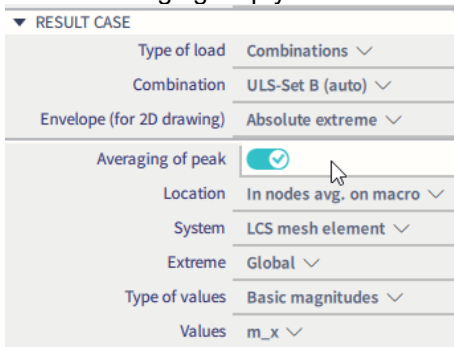 RESULT CASE
Type of load Combinations
Combination ULS-Set B (auto)
Envelope (for 2D drawing) Absolute extreme
Averaging of peak
Location In nodes avg. on macro
System LCS mesh element
Extreme Global
Type of values Basic magnitudes
Values m_x